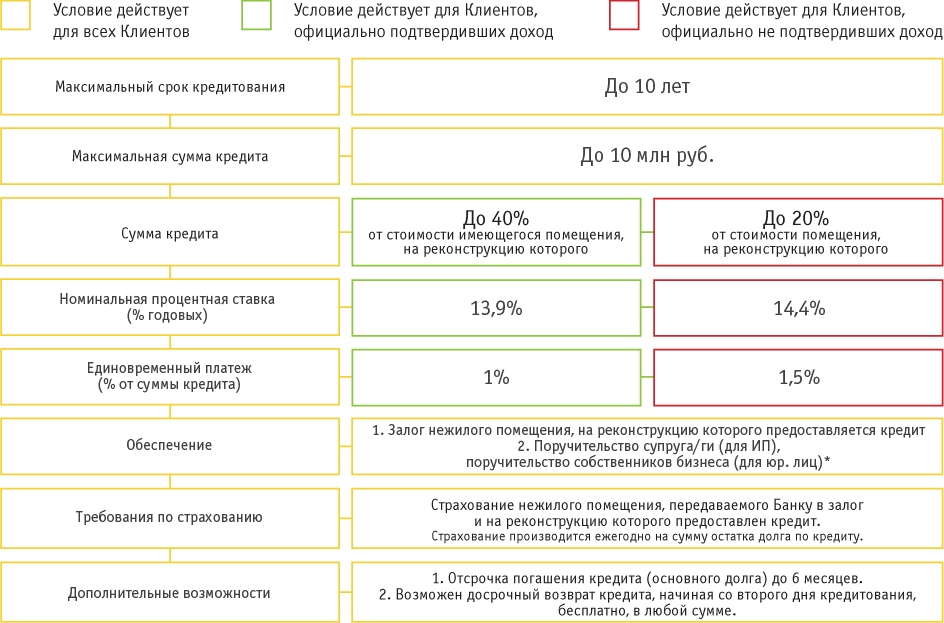 Условие действует
для всех Клиентов
Условие действует для Клиентов,
официально подтвердивших доход
Условие действует для Клиентов,
официально не подтвердивших доход
Максимальный срок кредитования
До 10 лет
Максимальная сумма кредита
До 10 млн руб.
Сумма кредита
До 40%
от стоимости имеющегося помещения,
на реконструкцию которого
До 20%
от стоимости помещения,
на реконструкцию которого
Номинальная процентная ставка
(% годовых)
13,9%
14,4%
Единовременный платеж
(% от суммы кредита)
1%
1,5%
Обеспечение
1. Залог нежилого помещения, на реконструкцию которого предоставляется кредит
2. Поручительство супруга/ги (для ИП),
поручительство собственников бизнеса (для юр. лиц)*
Требования по страхованию
Страхование нежилого помещения, передаваемого Банку в залог
и на реконструкцию которого предоставлен кредит.
Страхование производится ежегодно на сумму остатка долга по кредиту.
Дополнительные возможности
1. Отсрочка погашения кредита (основного долга) до 6 месяцев.
2. Возможен досрочный возврат кредита, начиная со второго дня кредитования,
бесплатно, в любой сумме.